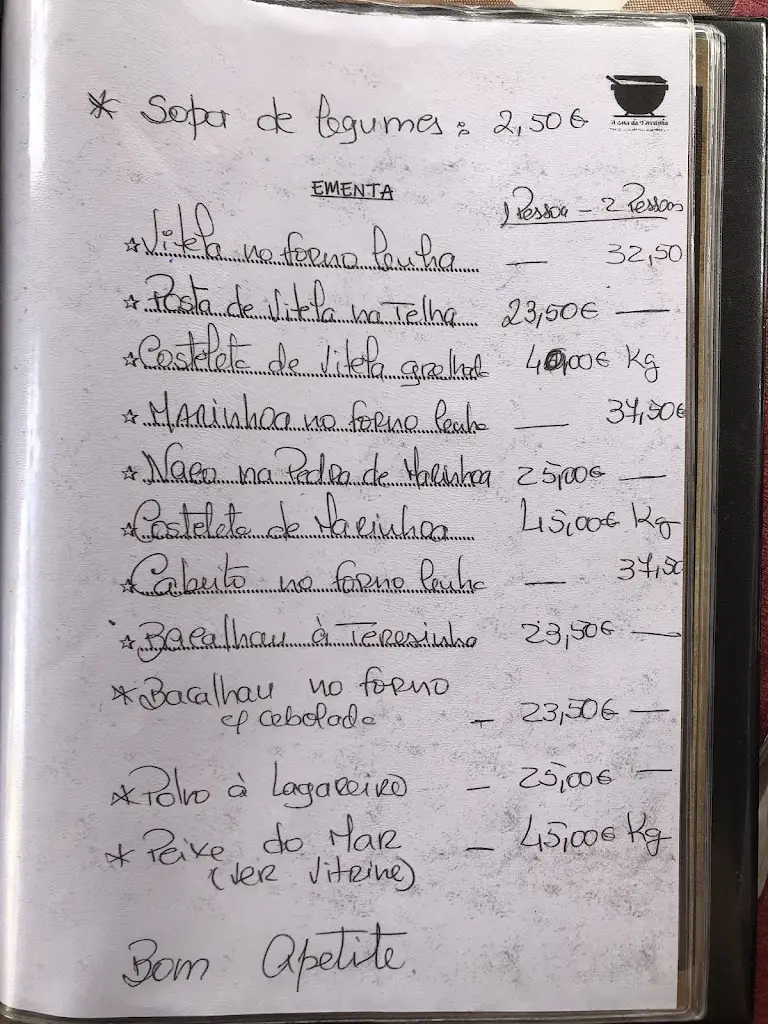 * Sopa de legumes : 2,50€
EMENTA
1 Pessoa - 2 Pessoas
☆ Vitela no forno lenha — 32,50
☆ Posta de Vitela na Telha 23,50€ —
☆ Costeleta de Vitela grelhad 40,00€ Kg
☆ MARINhoa no forno lenha — 37,50€
☆ Naco na Pedra de Marinhoa 25,00€ —
☆ Costeleta de Marinhoa 45,00€ Kg
☆ Cabrito no forno lenha — 37,50
☆ Bacalhau à Teresinha 23,50€ —
* Bacalhau no forno
c/ cebolada - 23,50€ —
* Polvo à Lagareiro - 25,00€ —
* Peixe do Mar - 45,00€ Kg
(Ver Vitrine)
Bom Apetite